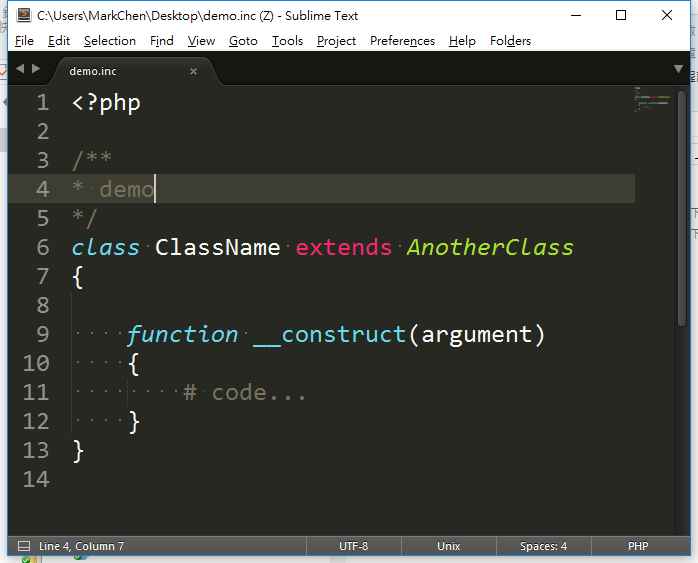 C:\Users\MarkChen\Desktop\demo.inc (Z) - Sublime Text
File Edit Selection Find View Goto Tools Project Preferences Help Folders
demo.inc ×
1 <?php
2
3 /**
4 * demo
5 */
6 class ClassName extends AnotherClass
7 {
8
9 function __construct(argument)
10 {
11 # code...
12 }
13 }
14
Line 4, Column 7 UTF-8 Unix Spaces: 4 PHP